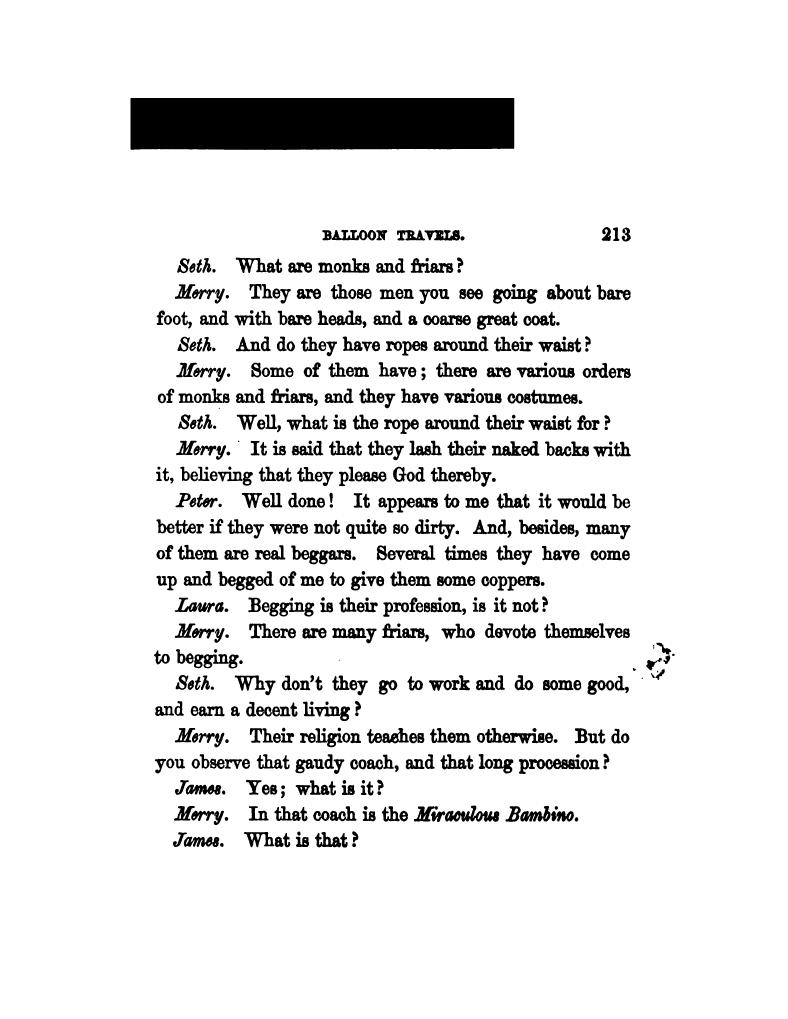 BALLOON TRAVELS. 213
Seth. What are monks and friars?
Merry. They are those men you see going about bare
foot, and with bare heads, and a coarse great coat.
Seth. And do they have ropes around their waist?
Merry. Some of them have; there are various orders
of monks and friars, and they have various costumes.
Seth. Well, what is the rope around their waist for?
Merry. It is said that they lash their naked backs with
it, believing that they please God thereby.
Peter. Well done! It appears to me that it would be
better if they were not quite so dirty. And, besides, many
of them are real beggars. Several times they have come
up and begged of me to give them some coppers.
Laura. Begging is their profession, is it not?
Merry. There are many friars, who devote themselves
to begging.
Seth. Why don't they go to work and do some good,
and earn a decent living?
Merry. Their religion teaches them otherwise. But do
you observe that gaudy coach, and that long procession?
James. Yes; what is it?
Merry. In that coach is the Miraculous Bambino.
James. What is that?